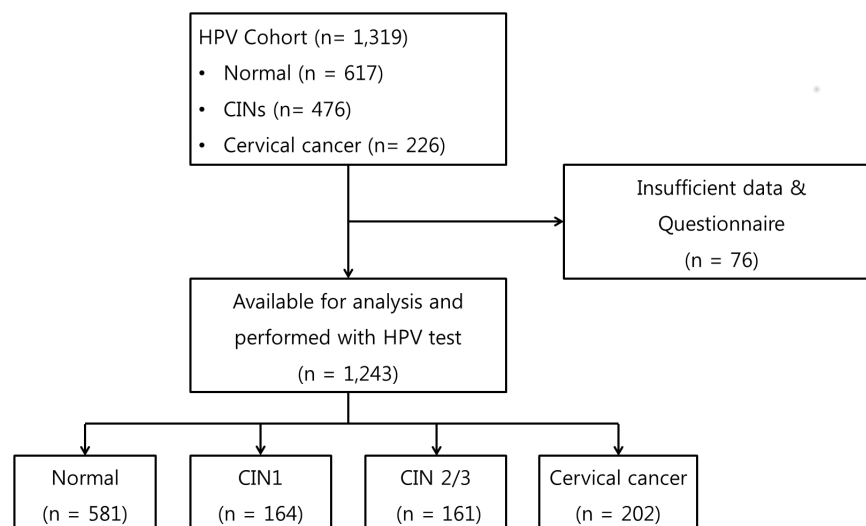 HPV Cohort (n= 1,319)
• Normal (n = 617)
• CINs (n= 476)
• Cervical cancer (n= 226)
Insufficient data &
Questionnaire
(n = 76)
Available for analysis and
performed with HPV test
(n = 1,243)
Normal
(n = 581)
CIN1
(n = 164)
CIN 2/3
(n = 161)
Cervical cancer
(n = 202)